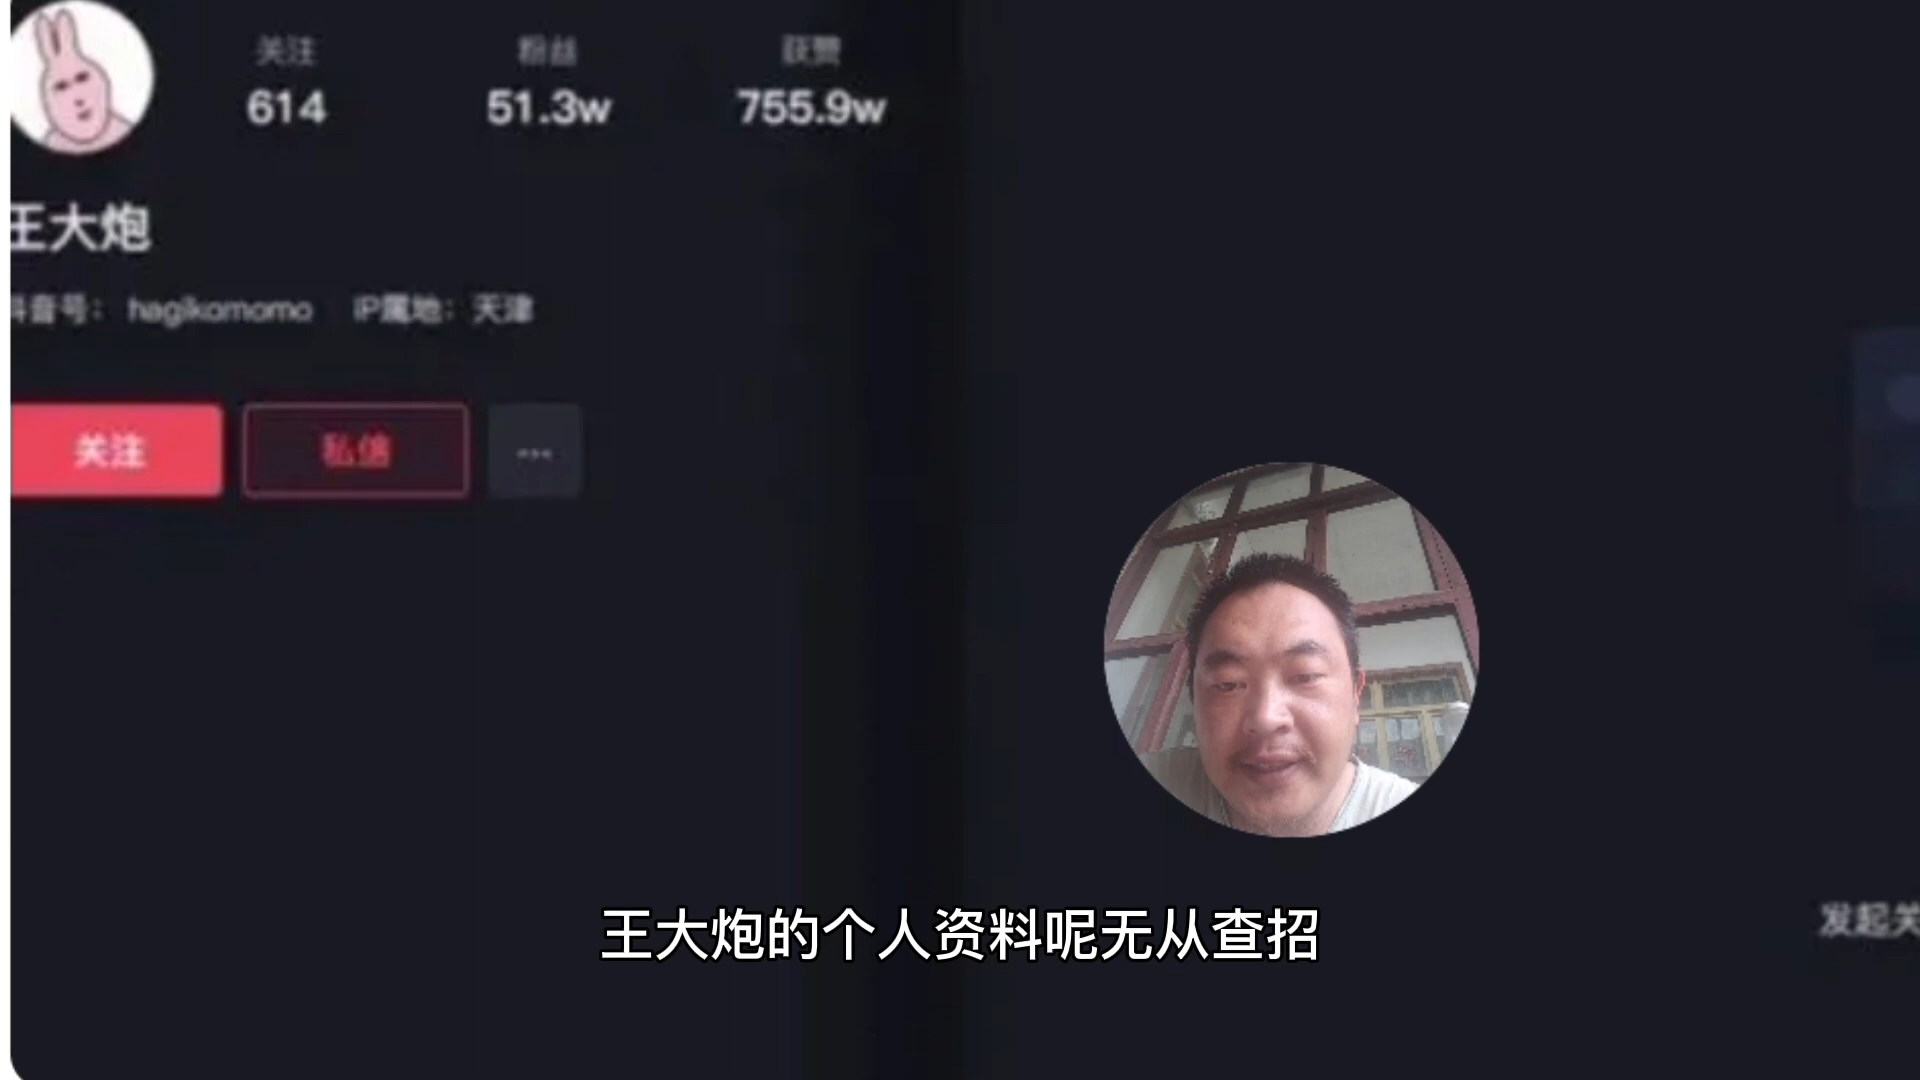 关注 粉丝 获赞
614 51.3w 755.9w
王大炮
抖音号： hagikomomo IP属地：天津
关注 私信 ...
发起关
王大炮的个人资料呢无从查招